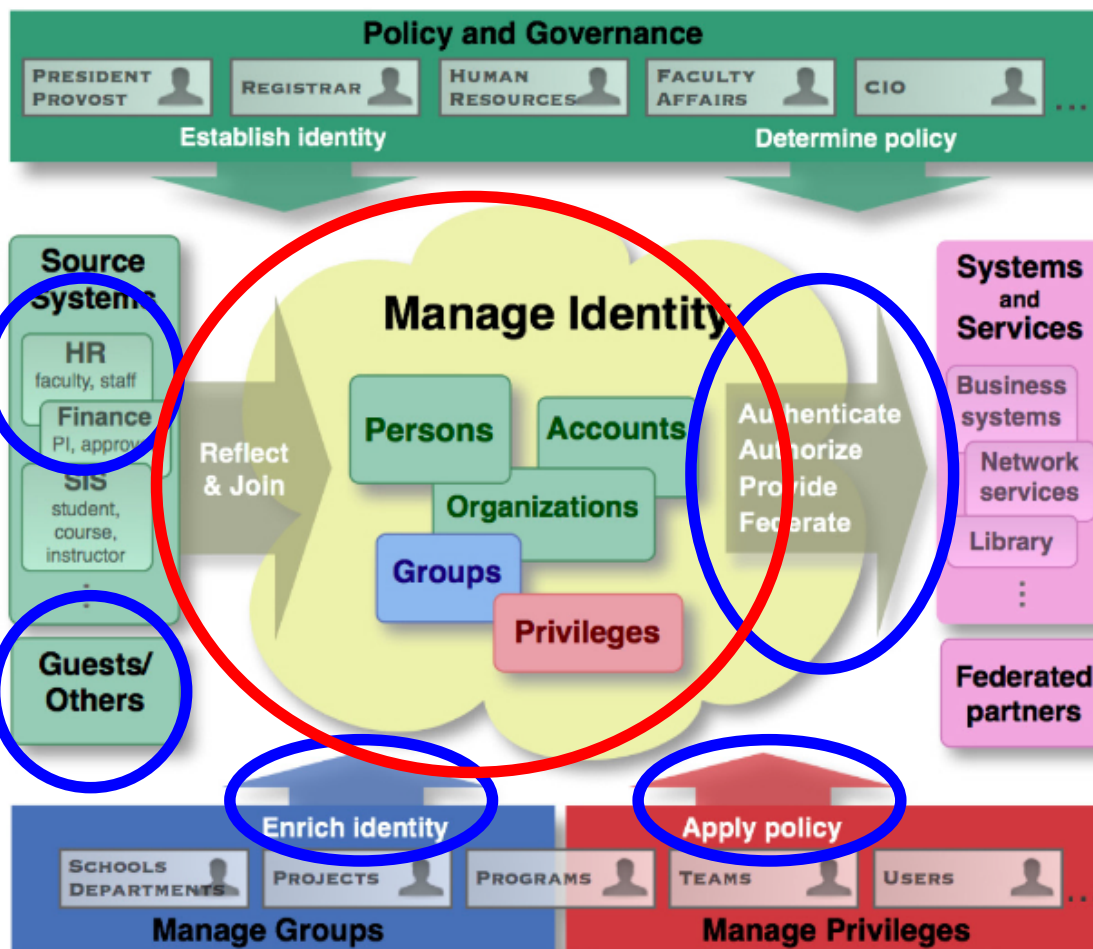 Policy and Governance
PRESIDENT
PROVOST
REGISTRAR
HUMAN
RESOURCES
FACULTY
AFFAIRS
CIO
...
Establish identity
Determine policy
Source
Systems
HR
faculty, staff
Finance
PI, approve
SIS
student,
course,
instructor
⋮
Guests/
Others
Reflect
& Join
Manage Identity
Persons
Accounts
Organizations
Groups
Privileges
Authenticate
Authorize
Provide
Federate
Systems
and
Services
Business
systems
Network
services
Library
⋮
Federated
partners
Enrich identity
Apply policy
SCHOOLS
DEPARTMENTS
PROJECTS
PROGRAMS
TEAMS
USERS
...
Manage Groups
Manage Privileges